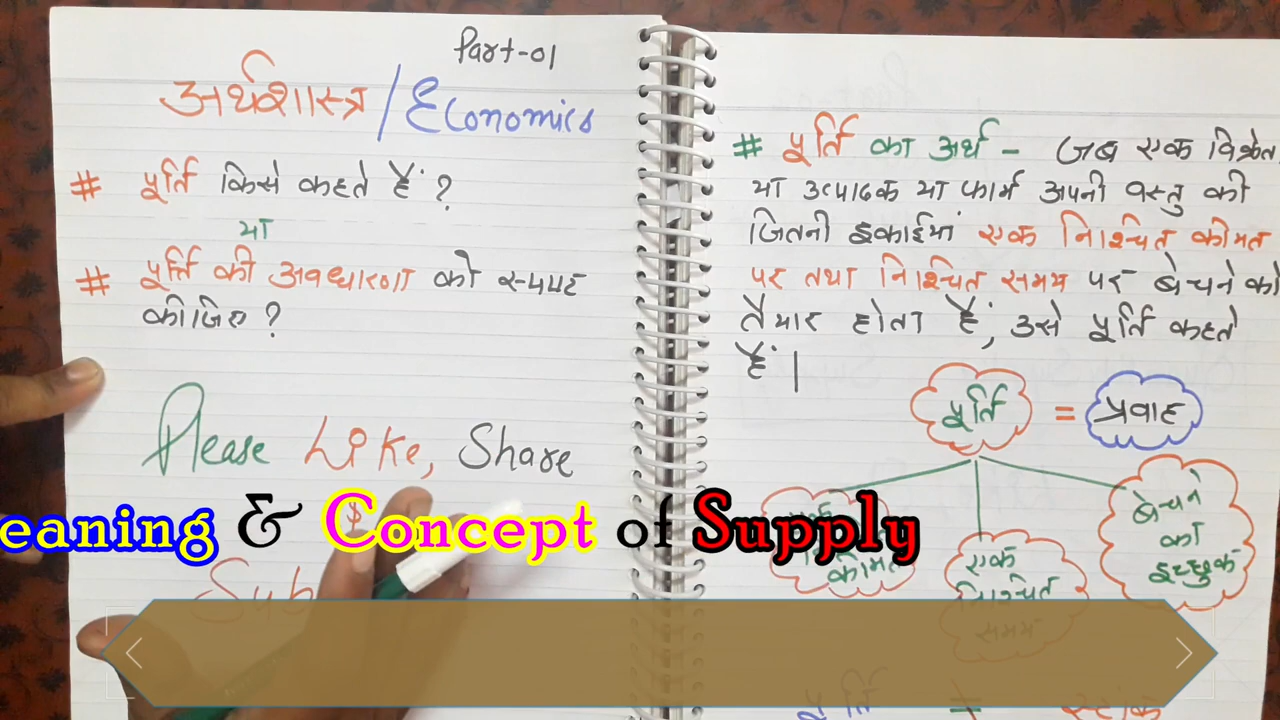 Part-01
अर्थशास्त्र / Economics
# पूर्ति किसे कहते हैं ?
या
# पूर्ति की अवधारणा को स्पष्ट
कीजिए ?
Please Like, Share
$
Sub
# पूर्ति का अर्थ - जब एक विक्रेता
या उत्पादक या फार्म अपनी वस्तु की
जितनी इकाईयां एक निश्चित कीमत
पर तथा निश्चित समय पर बेचने को
तैयार होता है, उसे पूर्ति कहते
हैं |
पूर्ति = प्रवाह
कीमत
एक
निश्चित
समय
बेचने
का
इच्छुक
पूर्ति ≠ स्टॉक
eaning & Concept of Supply